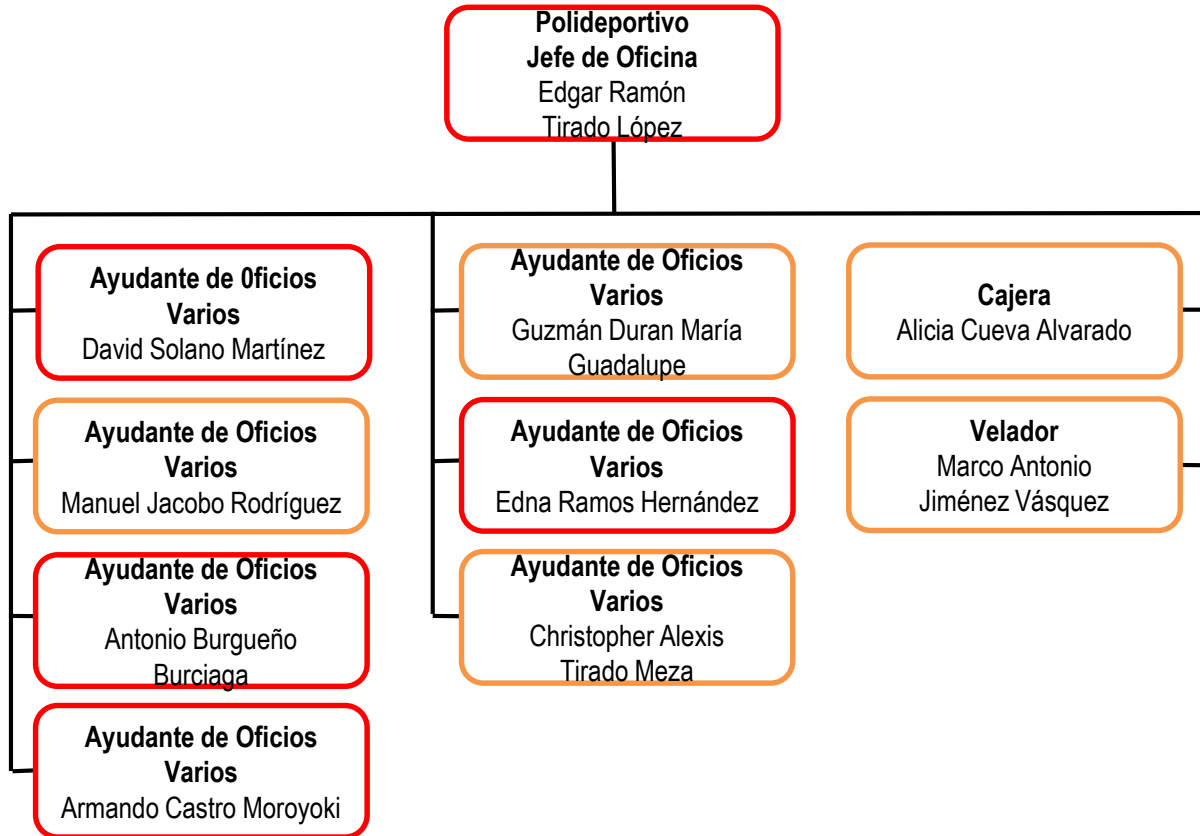 Polideportivo
Jefe de Oficina
Edgar Ramón
Tirado López
Ayudante de 0ficios
Varios
David Solano Martínez
Ayudante de Oficios
Varios
Manuel Jacobo Rodríguez
Ayudante de Oficios
Varios
Antonio Burgueño
Burciaga
Ayudante de Oficios
Varios
Armando Castro Moroyoki
Ayudante de Oficios
Varios
Guzmán Duran María
Guadalupe
Ayudante de Oficios
Varios
Edna Ramos Hernández
Ayudante de Oficios
Varios
Christopher Alexis
Tirado Meza
Cajera
Alicia Cueva Alvarado
Velador
Marco Antonio
Jiménez Vásquez